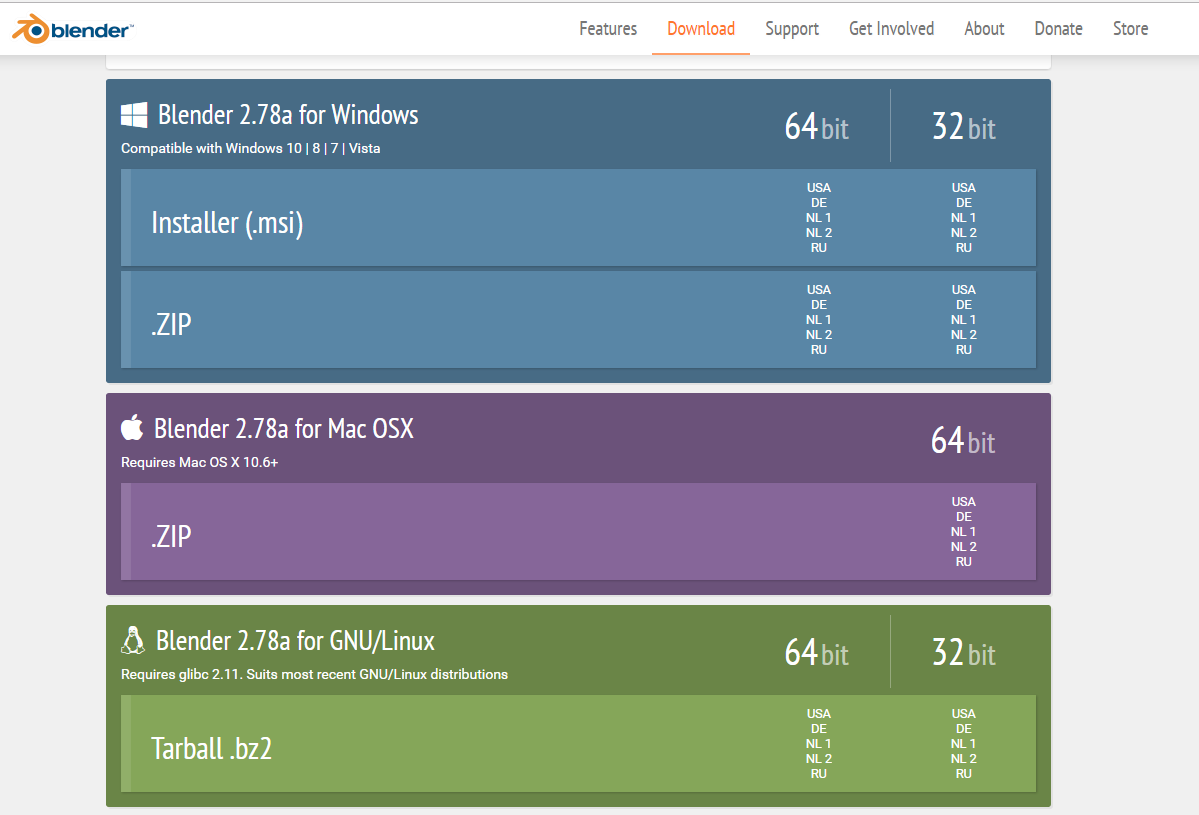 blender™
Features Download Support Get Involved About Donate Store
Blender 2.78a for Windows 64 bit 32 bit
Compatible with Windows 10 | 8 | 7 | Vista
Installer (.msi)
USA USA
DE DE
NL 1 NL 1
NL 2 NL 2
RU RU
.ZIP
USA USA
DE DE
NL 1 NL 1
NL 2 NL 2
RU RU
Blender 2.78a for Mac OSX 64 bit
Requires Mac OS X 10.6+
.ZIP
USA
DE
NL 1
NL 2
RU
Blender 2.78a for GNU/Linux 64 bit 32 bit
Requires glibc 2.11. Suits most recent GNU/Linux distributions
Tarball .bz2
USA USA
DE DE
NL 1 NL 1
NL 2 NL 2
RU RU